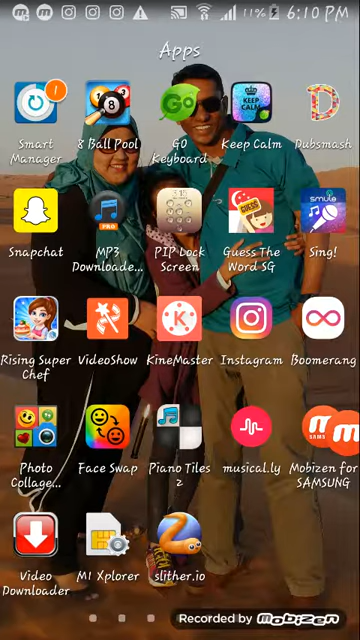 11% 6:10 PM
Apps
Smart Manager
8 Ball Pool
GO Keyboard
Keep Calm
Dubsmash
Snapchat
MP3 Downloade...
PIP Lock Screen
Guess The Word SG
Sing!
Rising Super Chef
VideoShow
KineMaster
Instagram
Boomerang
Photo Collage...
Face Swap
Piano Tiles 2
musical.ly
Mobizen for SAMSUNG
Video Downloader
M1 Xplorer
slither.io
Recorded by mobizen